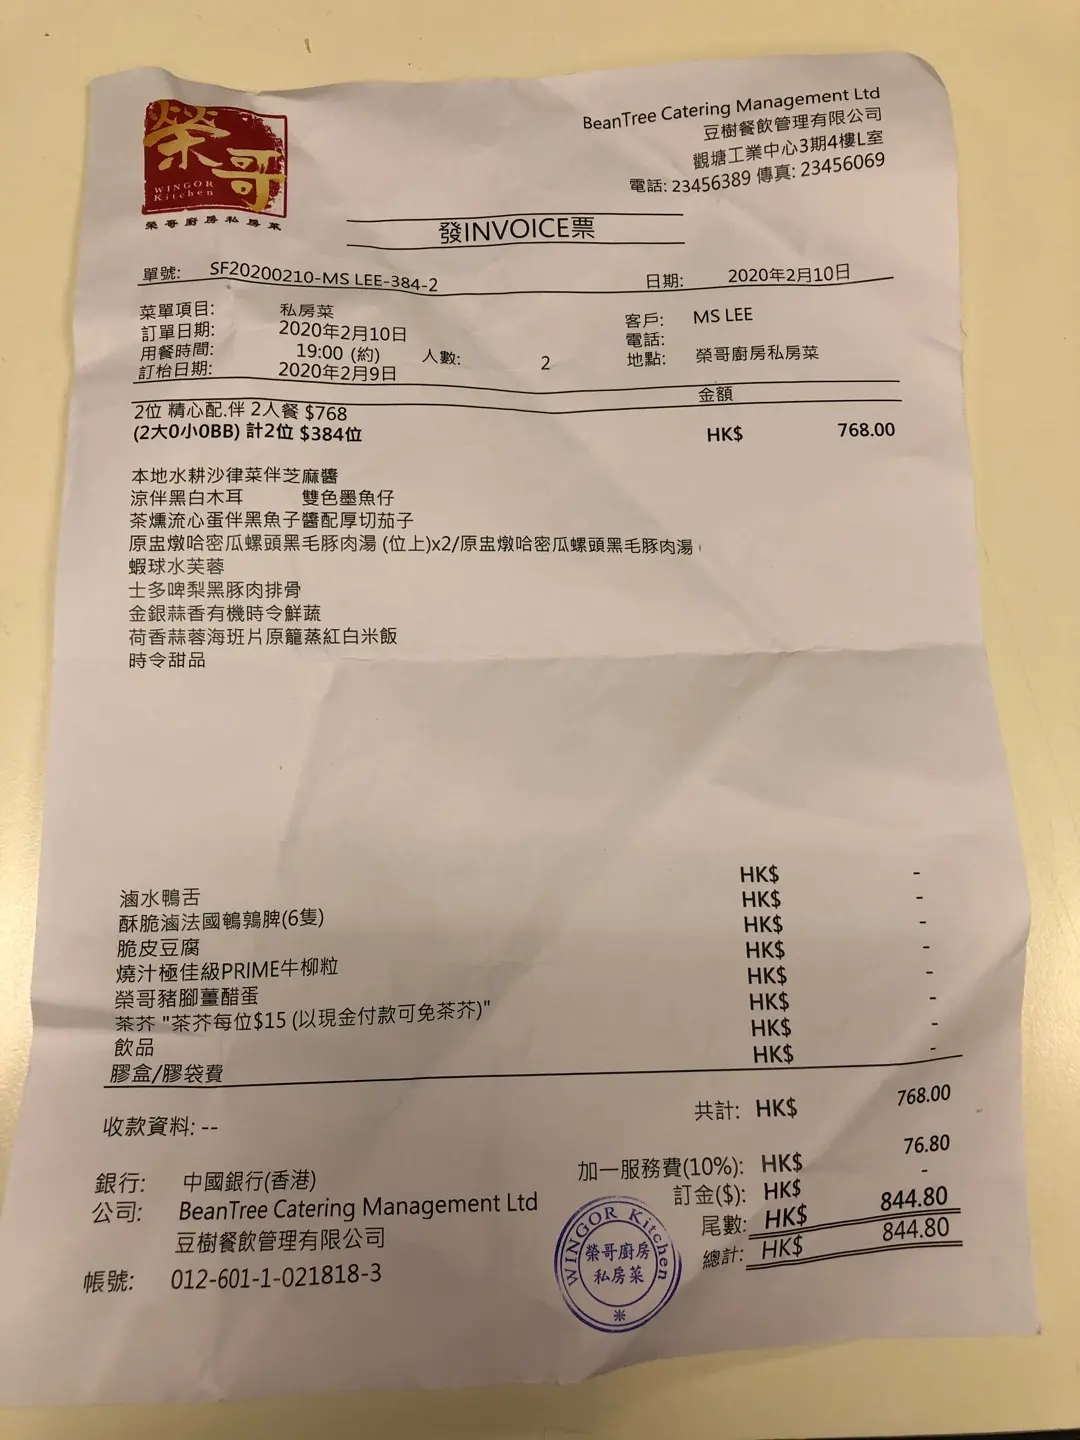 榮哥
WINGOR
Kitchen
榮哥廚房私房菜
BeanTree Catering Management Ltd
豆樹餐飲管理有限公司
觀塘工業中心3期4樓L室
電話: 23456389 傳真: 23456069
發INVOICE票
單號: SF20200210-MS LEE-384-2 日期: 2020年2月10日
菜單項目: 私房菜 客戶: MS LEE
訂單日期: 2020年2月10日 電話:
用餐時間: 19:00 (約) 人數: 2 地點: 榮哥廚房私房菜
訂枱日期: 2020年2月9日
金額
2位 精心配.伴 2人餐 $768
(2大0小0BB) 計2位 $384位 HK$ 768.00
本地水耕沙律菜伴芝麻醬
涼伴黑白木耳 雙色墨魚仔
茶燻流心蛋伴黑魚子醬配厚切茄子
原盅燉哈密瓜螺頭黑毛豚肉湯 (位上)x2/原盅燉哈密瓜螺頭黑毛豚肉湯
蝦球水芙蓉
士多啤梨黑豚肉排骨
金銀蒜香有機時令鮮蔬
荷香蒜蓉海班片原籠蒸紅白米飯
時令甜品
HK$ -
滷水鴨舌 HK$ -
酥脆滷法國鵪鶉脾(6隻) HK$ -
脆皮豆腐 HK$ -
燒汁極佳級PRIME牛柳粒 HK$ -
榮哥豬腳薑醋蛋 HK$ -
茶芥 "茶芥每位$15 (以現金付款可免茶芥)" HK$ -
飲品 HK$ -
膠盒/膠袋費
收款資料: -- 共計: HK$ 768.00
加一服務費(10%): HK$ 76.80
銀行: 中國銀行(香港) 訂金($): HK$ -
公司: BeanTree Catering Management Ltd 尾數: HK$ 844.80
豆樹餐飲管理有限公司 總計: HK$ 844.80
帳號: 012-601-1-021818-3
WINGOR Kitchen
榮哥廚房
私房菜